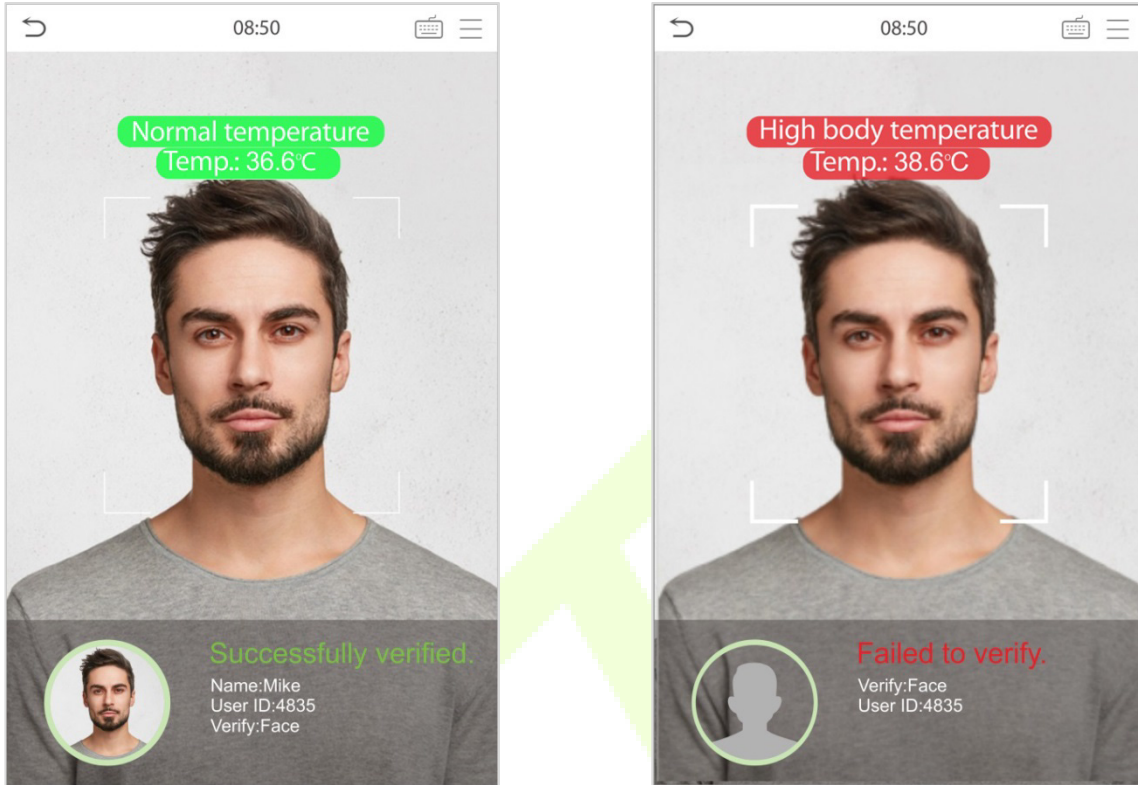 08:50
Normal temperature
Temp.: 36.6°C
Successfully verified.
Name:Mike
User ID:4835
Verify:Face
08:50
High body temperature
Temp.: 38.6°C
Failed to verify.
Verify:Face
User ID:4835